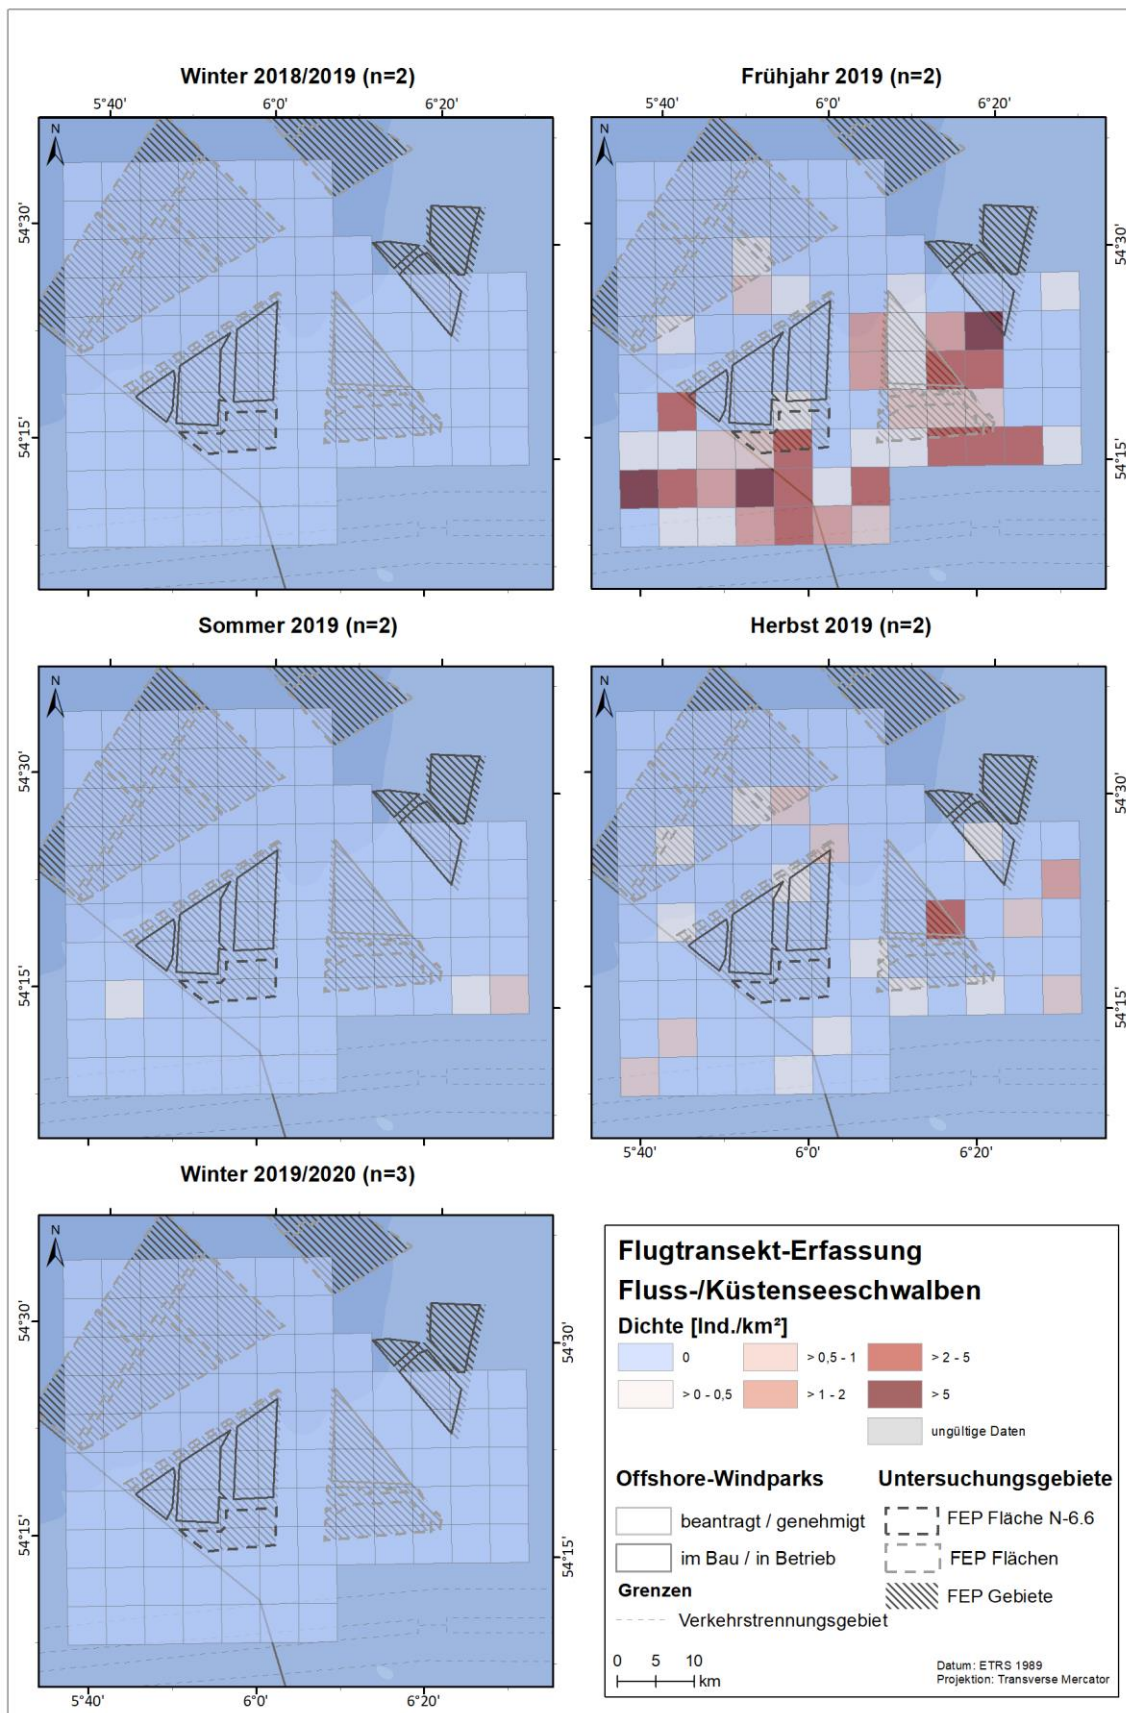 Winter 2018/2019 (n=2)
5°40' 6°0' 6°20'
N
54°30'
54°15'
Frühjahr 2019 (n=2)
5°40' 6°0' 6°20'
N
54°30'
54°15'
Sommer 2019 (n=2)
N
54°30'
54°15'
5°40' 6°0' 6°20'
Herbst 2019 (n=2)
N
54°30'
54°15'
5°40' 6°0' 6°20'
Winter 2019/2020 (n=3)
N
54°30' 54°30'
54°15' 54°15'
5°40' 6°0' 6°20'
Flugtransekt-Erfassung
Fluss-/Küstenseeschwalben
Dichte [Ind./km²]
0 > 0,5 - 1 > 2 - 5
> 0 - 0,5 > 1 - 2 > 5
ungültige Daten
Offshore-Windparks
beantragt / genehmigt
im Bau / in Betrieb
Grenzen
Verkehrstrennungsgebiet
Untersuchungsgebiete
FEP Fläche N-6.6
FEP Flächen
FEP Gebiete
0 5 10
km
Datum: ETRS 1989
Projektion: Transverse Mercator